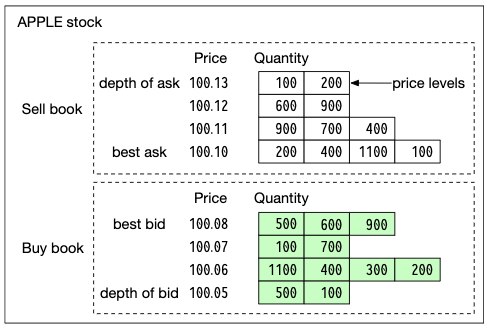 APPLE stock
Sell book
Price Quantity
depth of ask 100.13 100 200 price levels
100.12 600 900
100.11 900 700 400
best ask 100.10 200 400 1100 100
Buy book
Price Quantity
best bid 100.08 500 600 900
100.07 100 700
100.06 1100 400 300 200
depth of bid 100.05 500 100